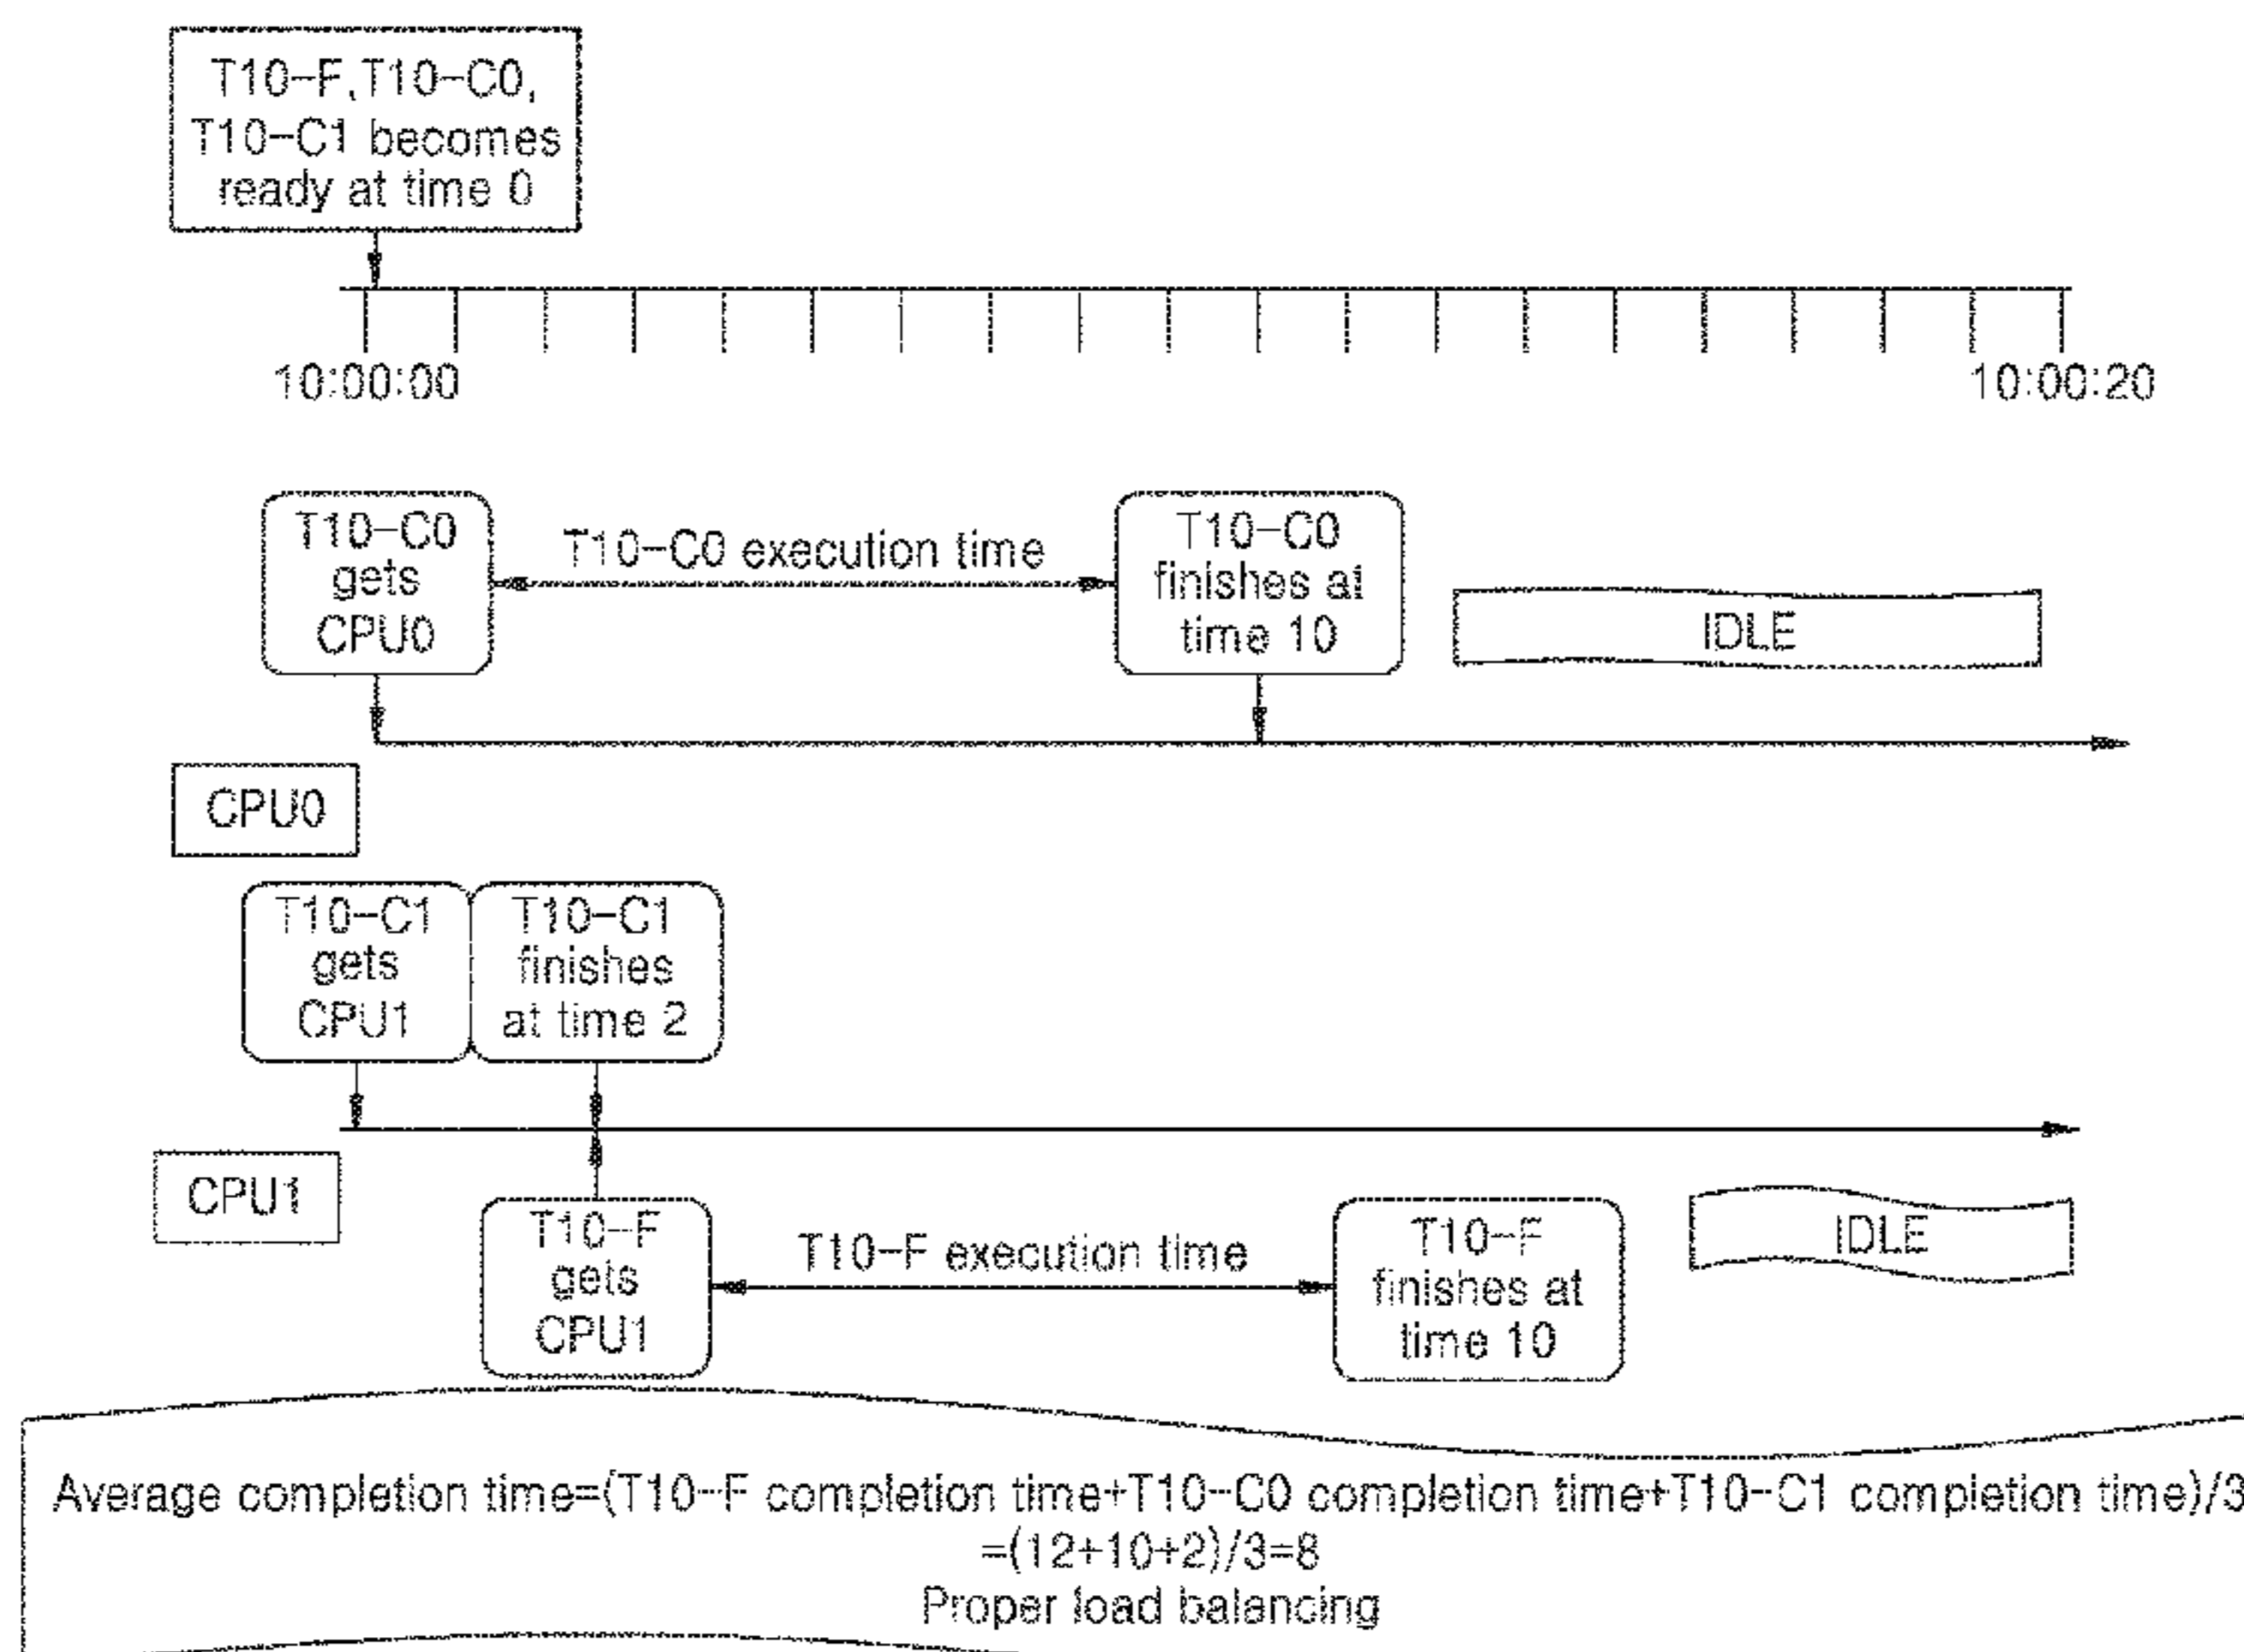 T10-F,T10-C0,
T10-C1 becomes
ready at time 0
10:00:00
10:00:20
T10-C0
gets
CPU0
T10-C0 execution time
T10-C0
finishes at
time 10
IDLE
CPU0
T10-C1
gets
CPU1
T10-C1
finishes
at time 2
CPU1
T10-F
gets
CPU1
T10-F execution time
T10-F
finishes at
time 10
IDLE
Average completion time=(T10-F completion time+T10-C0 completion time+T10-C1 completion time)/3
=(12+10+2)/3=8
Proper load balancing